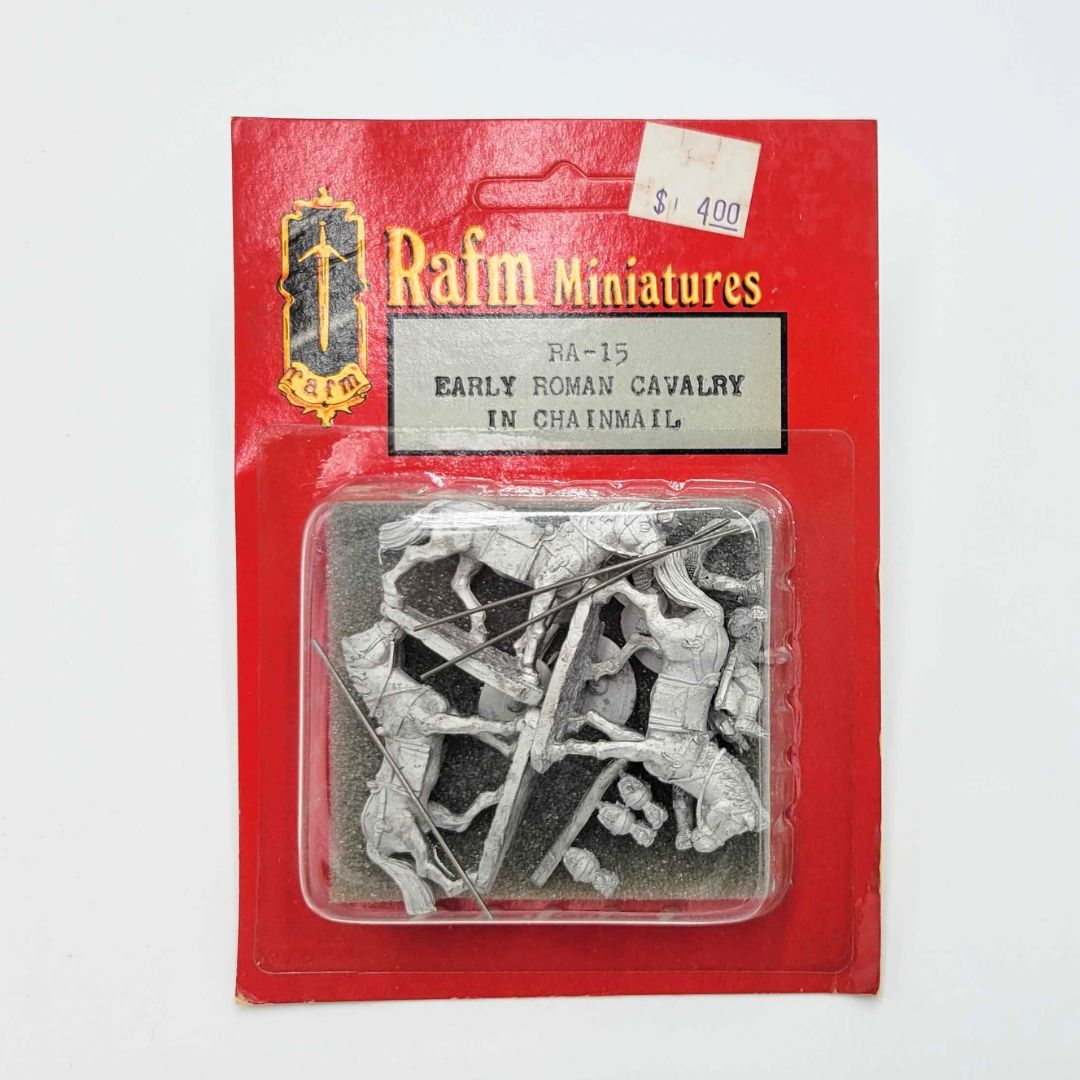 $ 4.00
Rafm Miniatures
rafm
RA-15
EARLY ROMAN CAVALRY
IN CHAINMAIL